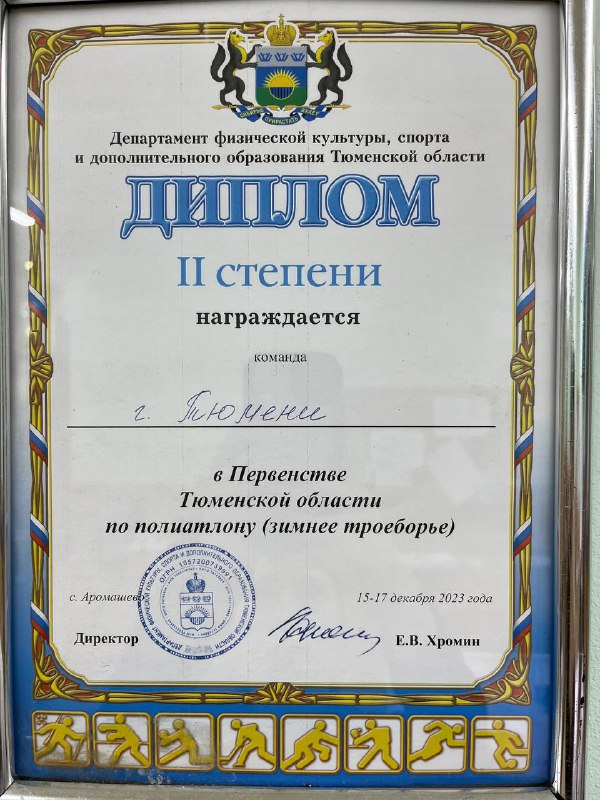 Департамент физической культуры, спорта
и дополнительного образования Тюменской области
ДИПЛОМ
II степени
награждается
команда
г. Тюмени
в Первенстве
Тюменской области
по полиатлону (зимнее троеборье)
с. Аромашево
15-17 декабря 2023 года
Директор
Е.В. Хромин